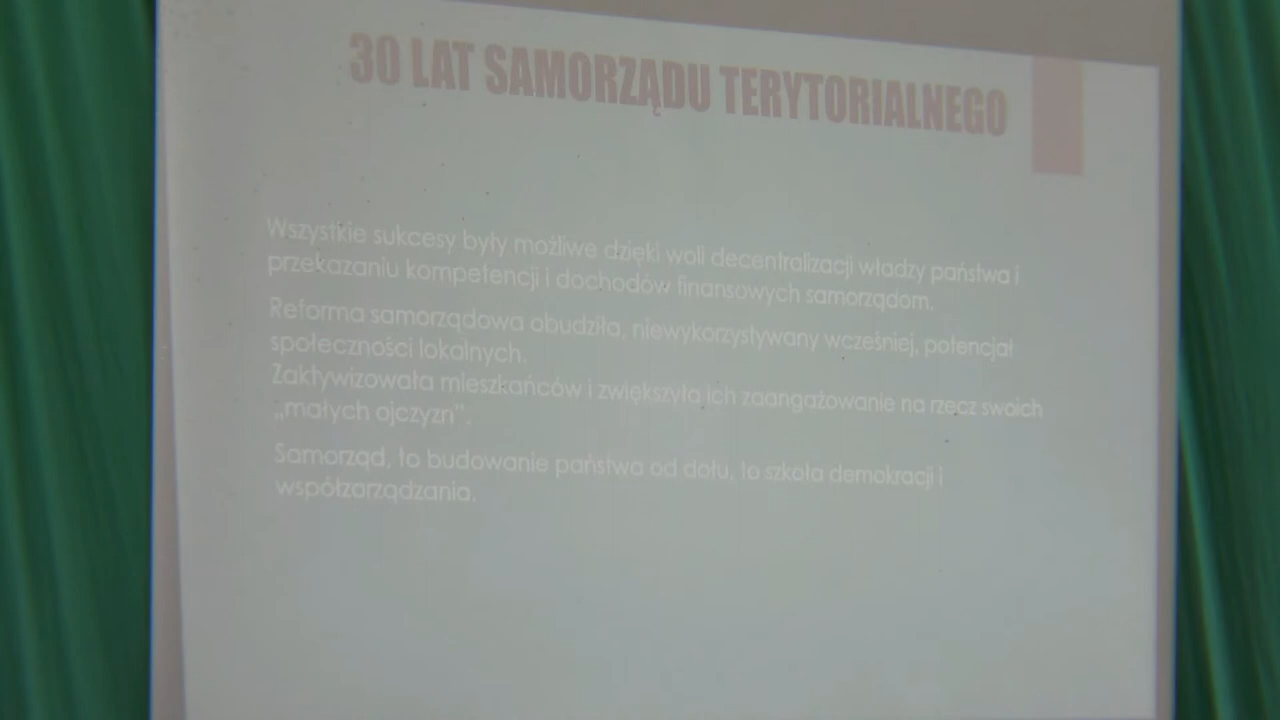 30 LAT SAMORZĄDU TERYTORIALNEGO
Wszystkie sukcesy były możliwe dzięki woli decentralizacji władzy państwa i
przekazaniu kompetencji i dochodów finansowych samorządom.
Reforma samorządowa obudziła, niewykorzystywany wcześniej, potencjał
społeczności lokalnych.
Zaktywizowała mieszkańców i zwiększyła ich zaangażowanie na rzecz swoich
„małych ojczyzn".
Samorząd, to budowanie państwa od dołu, to szkoła demokracji i
współzarządzania.